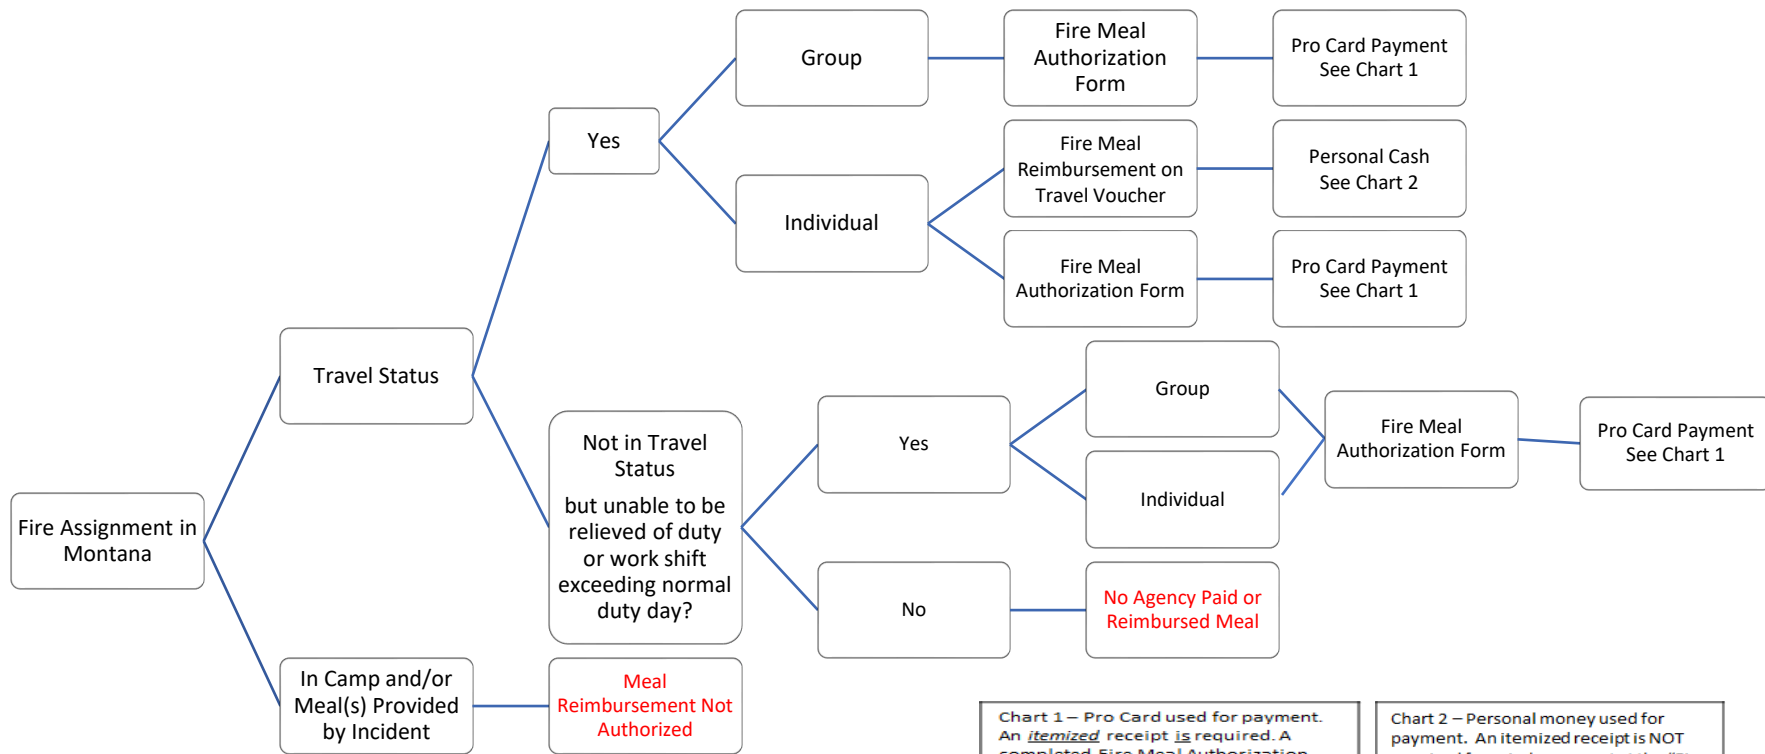 Group
Fire Meal
Authorization
Form
Pro Card Payment
See Chart 1
Yes
Fire Meal
Reimbursement on
Travel Voucher
Personal Cash
See Chart 2
Individual
Fire Meal
Authorization Form
Pro Card Payment
See Chart 1
Travel Status
Not in Travel
Status
but unable to be
relieved of duty
or work shift
exceeding normal
duty day?
Yes
Group
Individual
Fire Meal
Authorization Form
Pro Card Payment
See Chart 1
No
No Agency Paid or
Reimbursed Meal
Fire Assignment in
Montana
In Camp and/or
Meal(s) Provided
by Incident
Meal
Reimbursement Not
Authorized
Chart 1 – Pro Card used for payment.
An itemized receipt is required. A
completed Fire Meal Authorization
Chart 2 – Personal money used for
payment. An itemized receipt is NOT